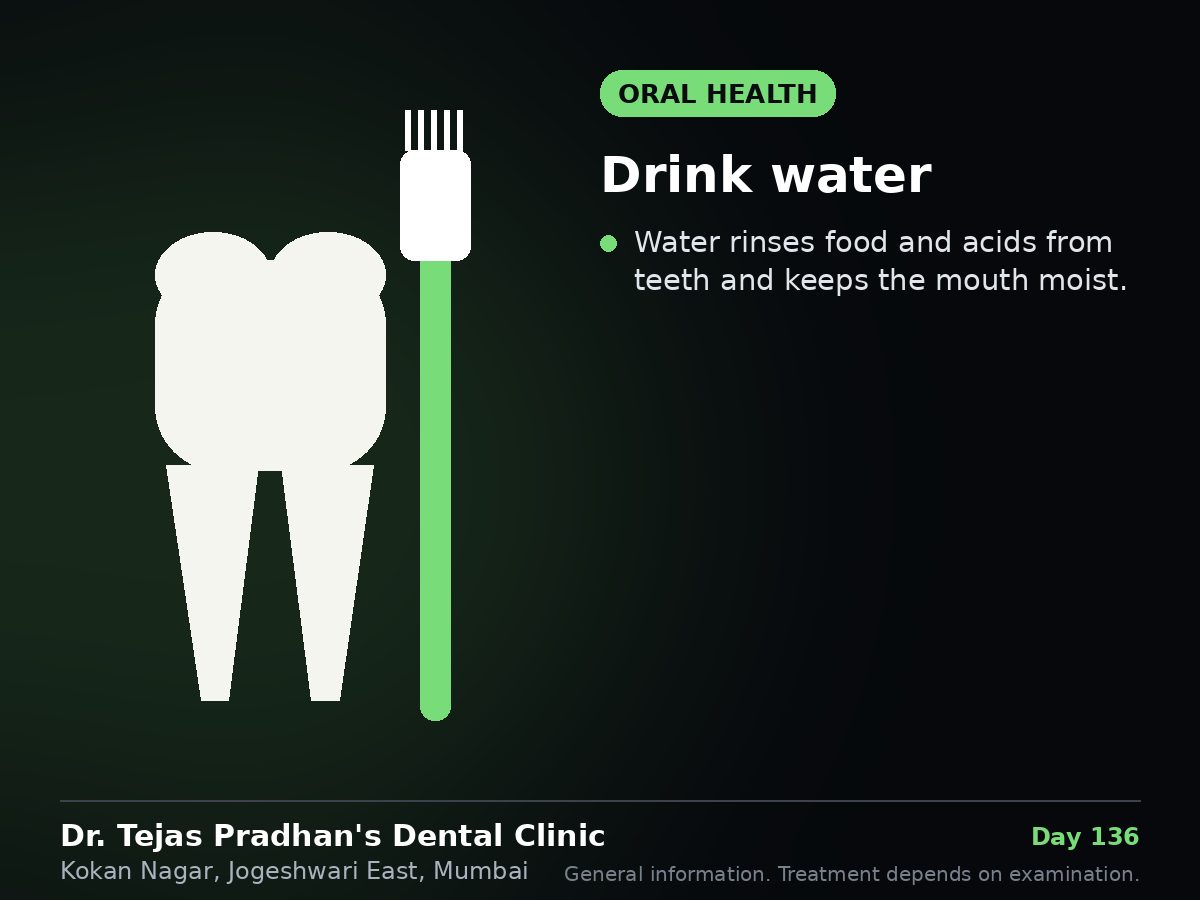 ORAL HEALTH
Drink water
Water rinses food and acids from
teeth and keeps the mouth moist.
Dr. Tejas Pradhan's Dental Clinic
Day 136
Kokan Nagar, Jogeshwari East, Mumbai
General information. Treatment depends on examination.